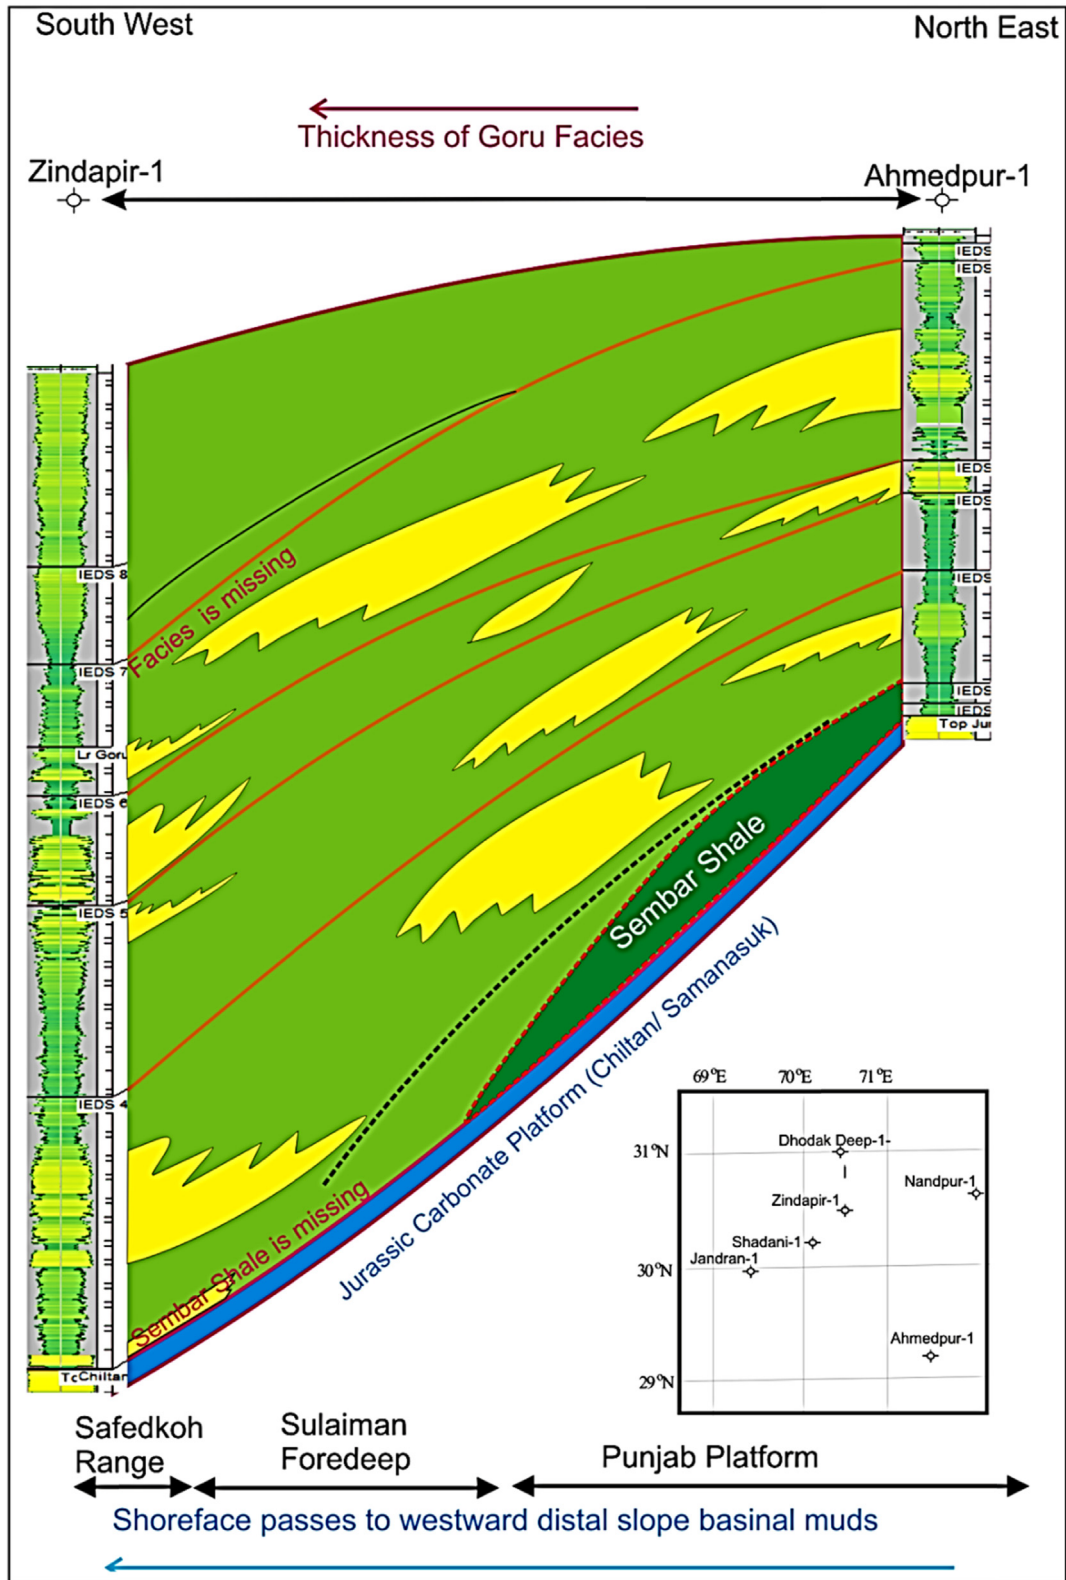 South West
North East
Thickness of Goru Facies
Zindapir-1
Ahmedpur-1
IEDS
IEDS
IEDS
IEDS
IEDS
IEDS
IEDS
Top Jur
IEDS 8
IEDS 7
Lr Goru
IEDS 6
IEDS 5
IEDS 4
Chiltan
Facies is missing
Sembar Shale
Sembar Shale is missing
Jurassic Carbonate Platform (Chiltan/ Samanasuk)
69°E 70°E 71°E
31°N
30°N
29°N
Dhodak Deep-1-
Nandpur-1
Zindapir-1
Shadani-1
Jandran-1
Ahmedpur-1
Safedkoh
Range
Sulaiman
Foredeep
Punjab Platform
Shoreface passes to westward distal slope basinal muds